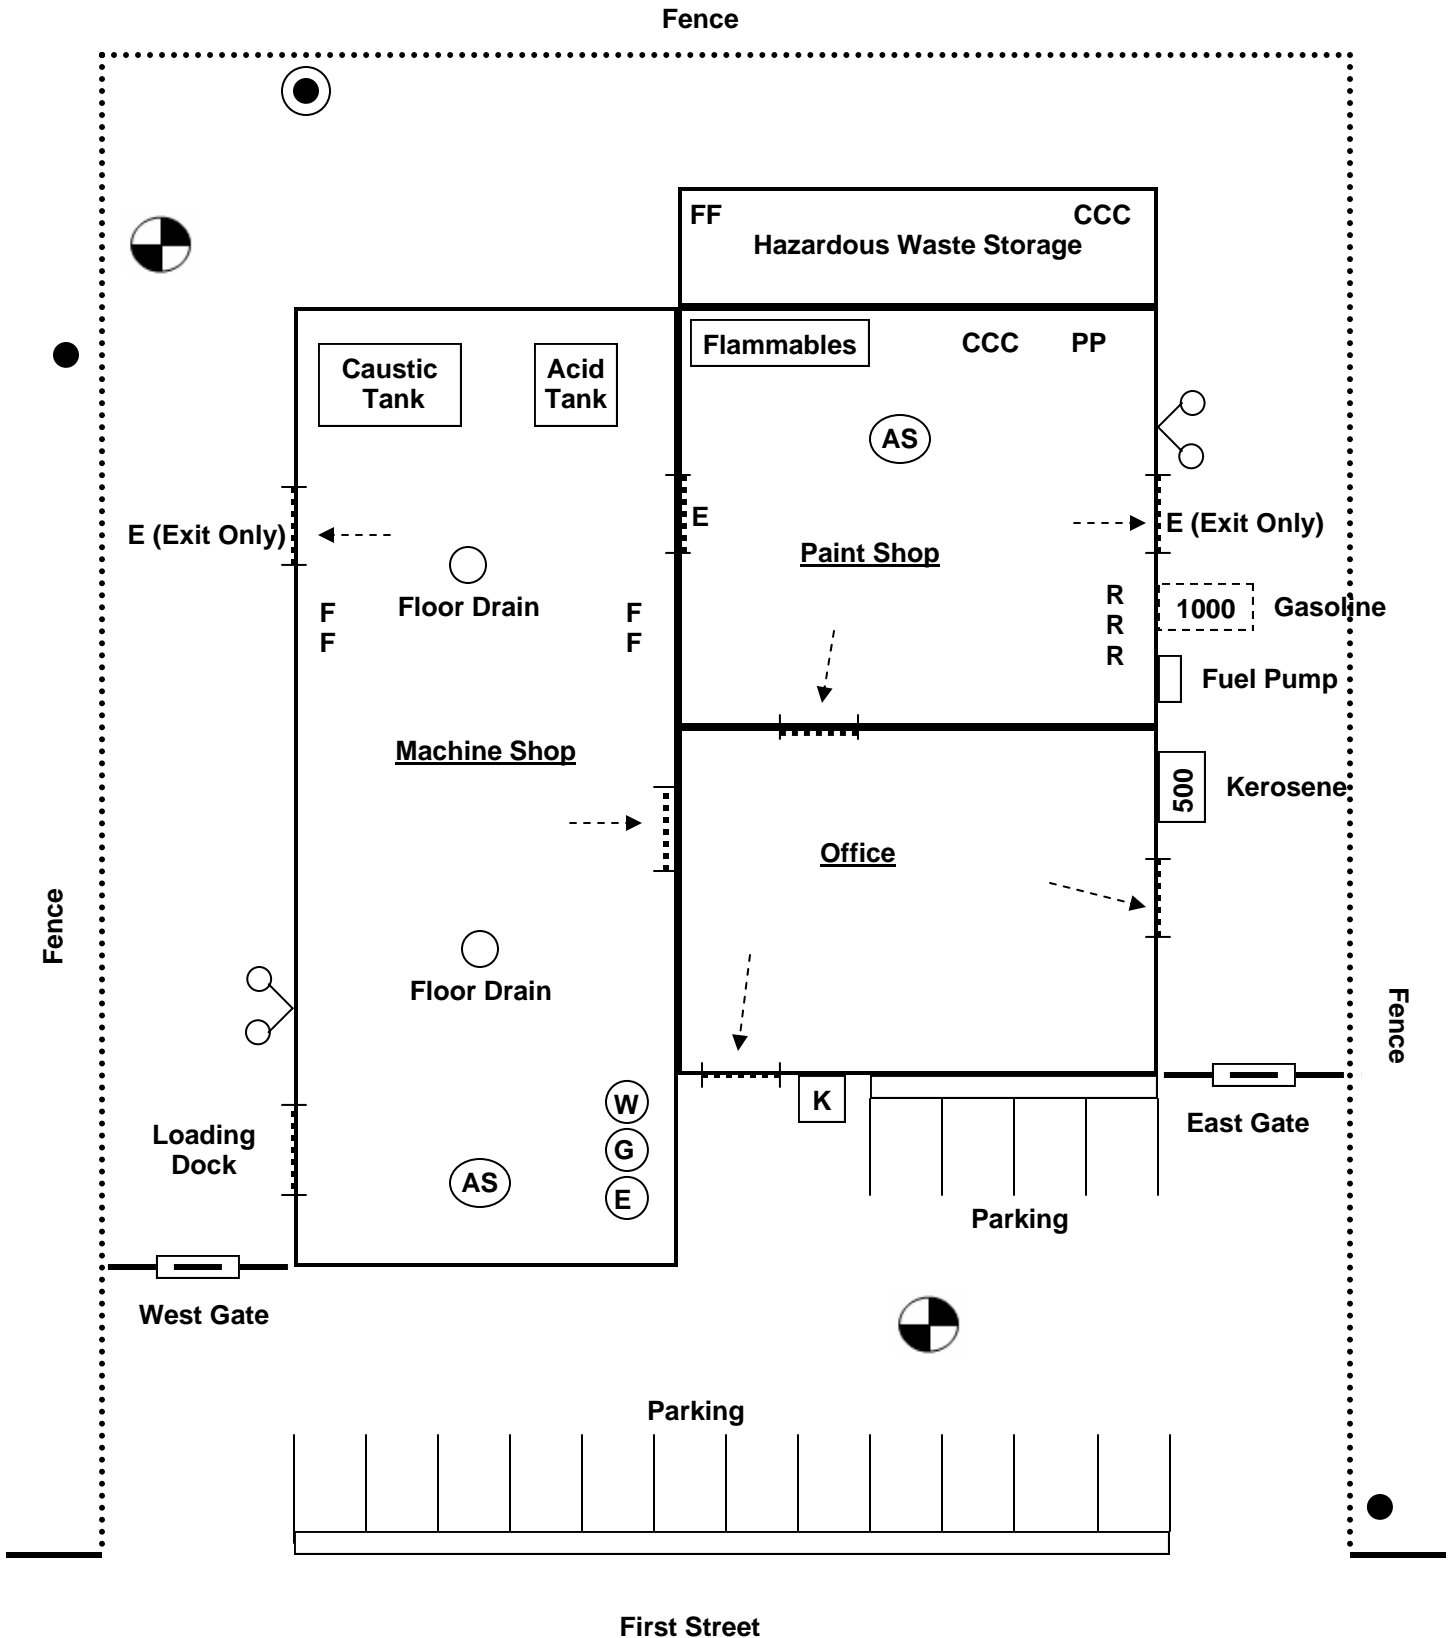 Fence
FF
CCC
Hazardous Waste Storage
Flammables
CCC
PP
Caustic
Tank
Acid
Tank
AS
E (Exit Only)
E
E (Exit Only)
Paint Shop
Floor Drain
F
F
F
F
R
R
R
1000
Gasoline
Fuel Pump
Machine Shop
500
Kerosene
Office
Fence
Floor Drain
Fence
W
K
G
E
AS
Loading
Dock
East Gate
Parking
West Gate
Parking
First Street